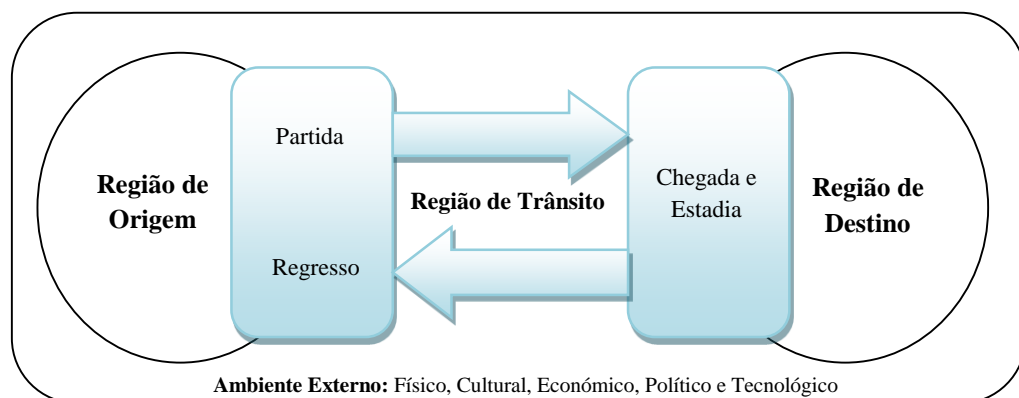 Região de
Origem
Partida
Regresso
Região de Trânsito
Chegada e
Estadia
Região de
Destino
Ambiente Externo: Físico, Cultural, Económico, Político e Tecnológico